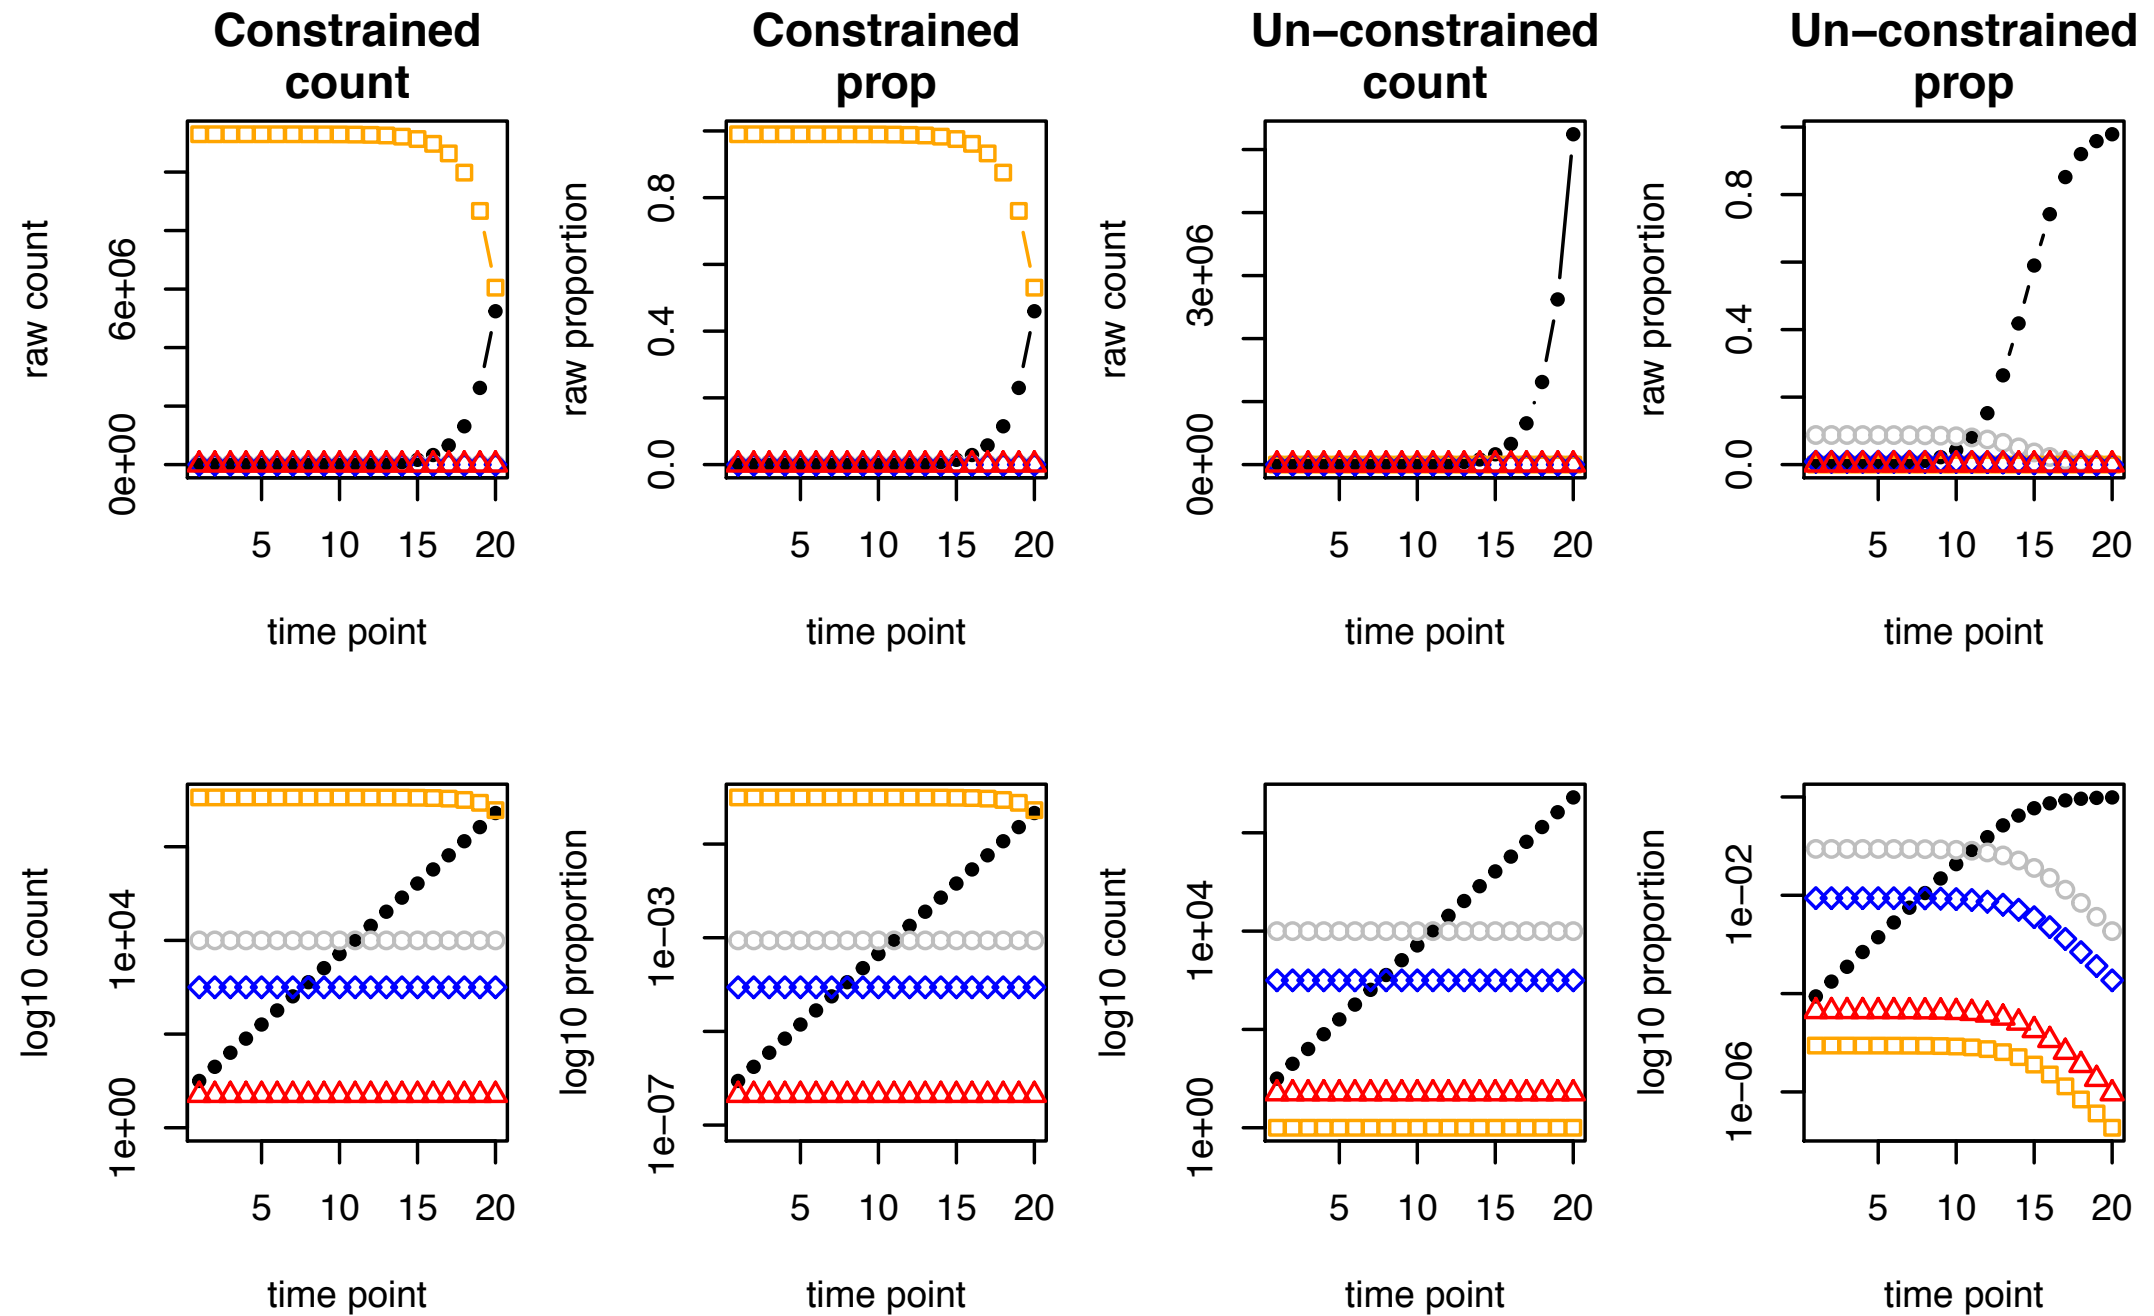 Constrained
count
Constrained
prop
Un−constrained
count
Un−constrained
prop
raw count
0e+00
6e+06
5
10
15
20
time point
raw proportion
0.0
0.4
0.8
5
10
15
20
time point
raw count
0e+00
3e+06
5
10
15
20
time point
raw proportion
0.0
0.4
0.8
5
10
15
20
time point
log10 count
1e+00
1e+04
5
10
15
20
time point
log10 proportion
1e−07
1e−03
5
10
15
20
time point
log10 count
1e+00
1e+04
5
10
15
20
time point
log10 proportion
1e−06
1e−02
5
10
15
20
time point